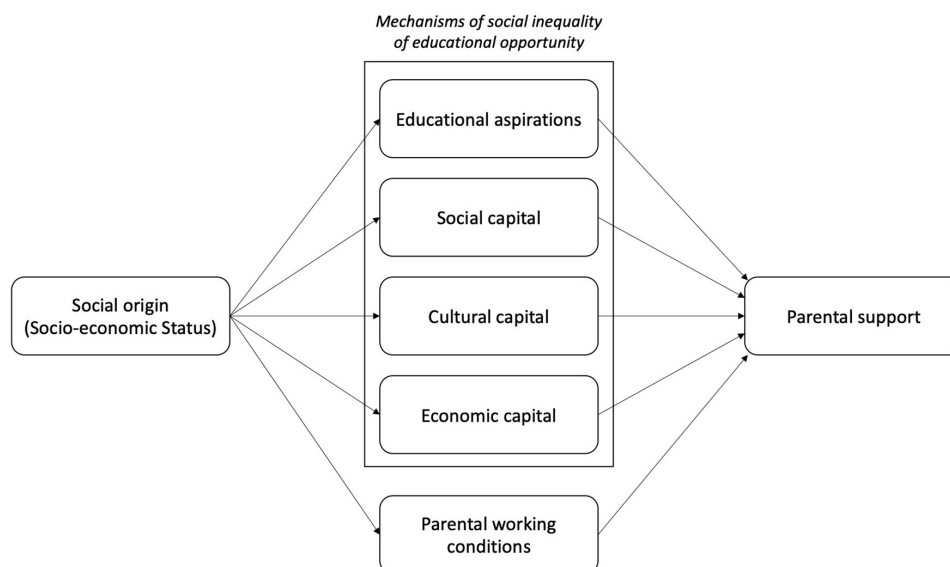 Mechanisms of social inequality
of educational opportunity
Educational aspirations
Social capital
Social origin
(Socio-economic Status)
Cultural capital
Parental support
Economic capital
Parental working
conditions